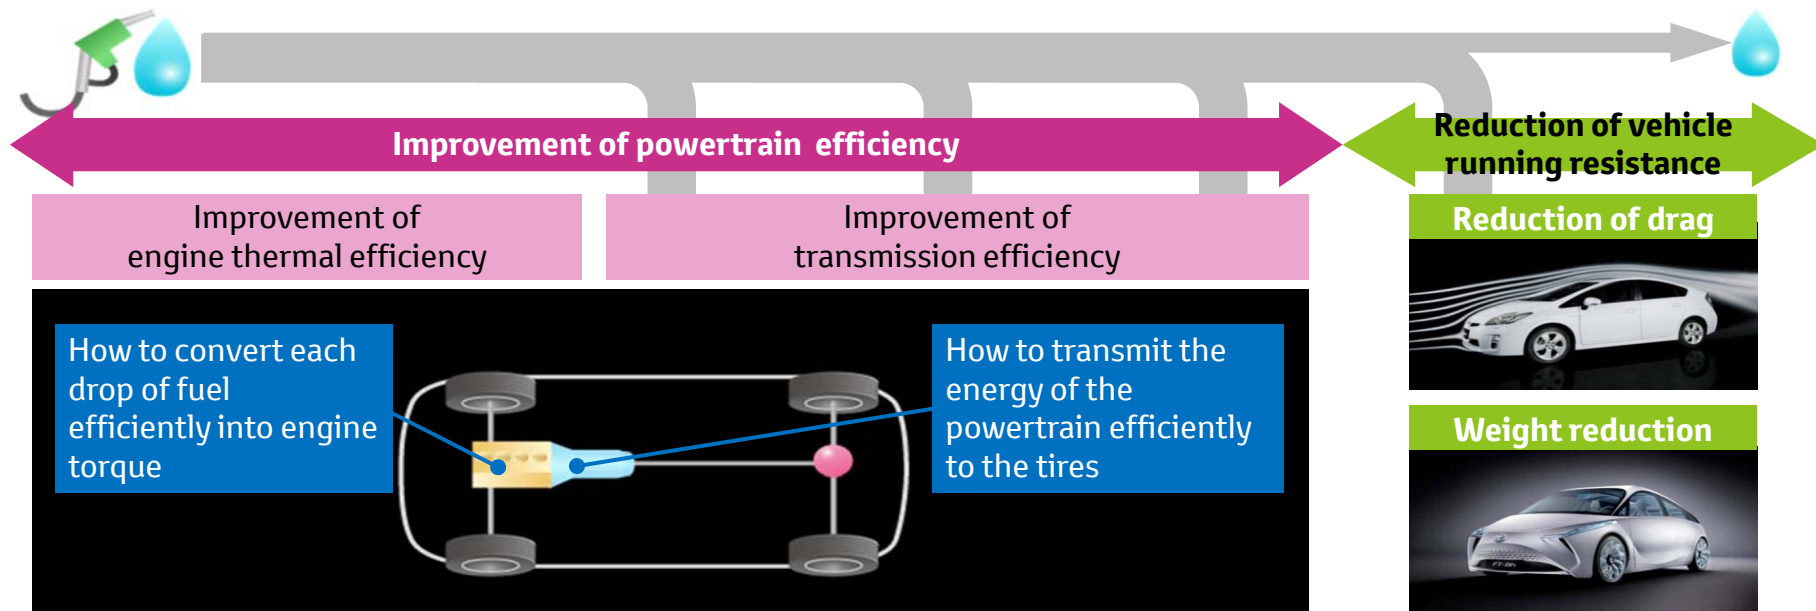 Improvement of powertrain efficiency
Reduction of vehicle
running resistance
Improvement of
engine thermal efficiency
Improvement of
transmission efficiency
Reduction of drag
How to convert each
drop of fuel
efficiently into engine
torque
How to transmit the
energy of the
powertrain efficiently
to the tires
Weight reduction
FT-Bh